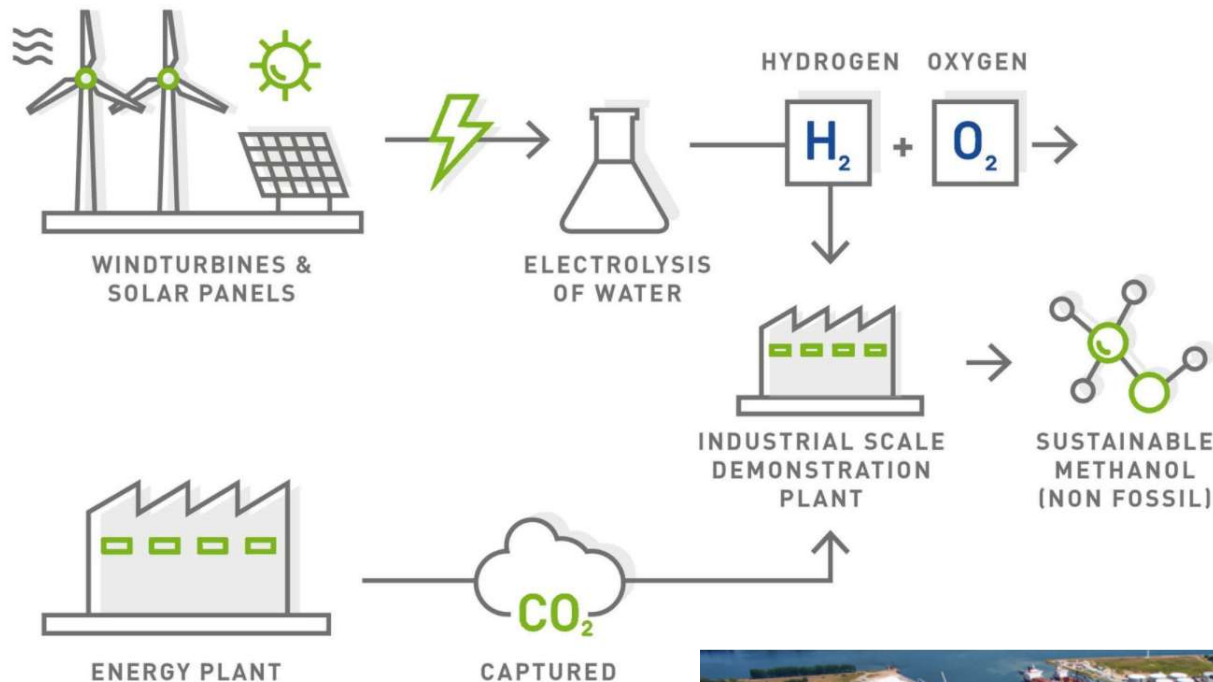 HYDROGEN OXYGEN
H₂ + O₂
WINDTURBINES &
SOLAR PANELS
ELECTROLYSIS
OF WATER
INDUSTRIAL SCALE
DEMONSTRATION
PLANT
SUSTAINABLE
METHANOL
(NON FOSSIL)
CO₂
ENERGY PLANT
CAPTURED